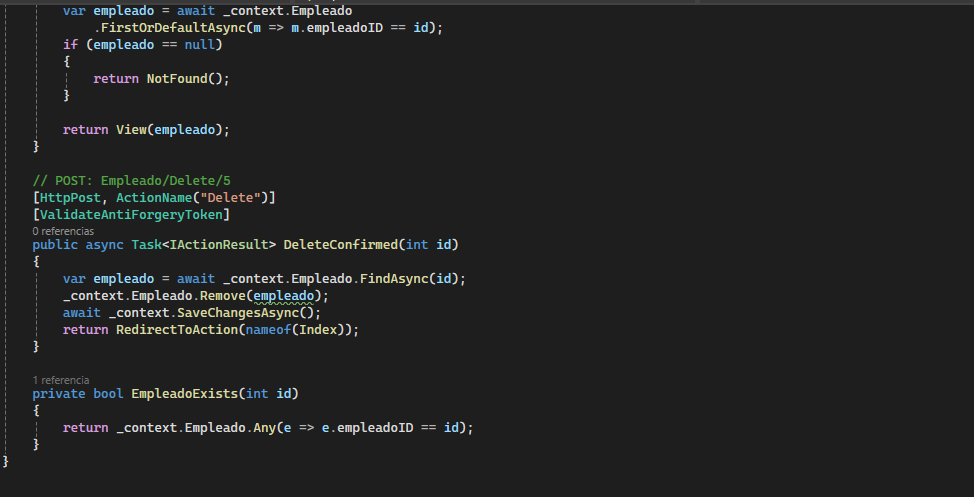 var empleado = await _context.Empleado
.FirstOrDefaultAsync(m => m.empleadoID == id);
if (empleado == null)
{
return NotFound();
}
return View(empleado);
}
// POST: Empleado/Delete/5
[HttpPost, ActionName("Delete")]
[ValidateAntiForgeryToken]
0 referencias
public async Task<IActionResult> DeleteConfirmed(int id)
{
var empleado = await _context.Empleado.FindAsync(id);
_context.Empleado.Remove(empleado);
await _context.SaveChangesAsync();
return RedirectToAction(nameof(Index));
}
1 referencia
private bool EmpleadoExists(int id)
{
return _context.Empleado.Any(e => e.empleadoID == id);
}
}